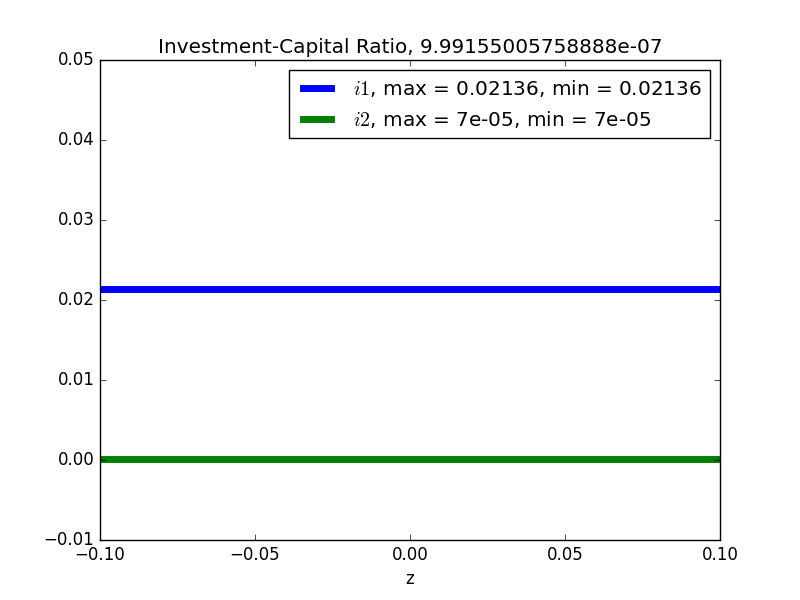 Investment-Capital Ratio, 9.99155005758888e-07
0.05
i1, max = 0.02136, min = 0.02136
i2, max = 7e-05, min = 7e-05
0.04
0.03
0.02
0.01
0.00
−0.01
−0.10 −0.05 0.00 0.05 0.10
z